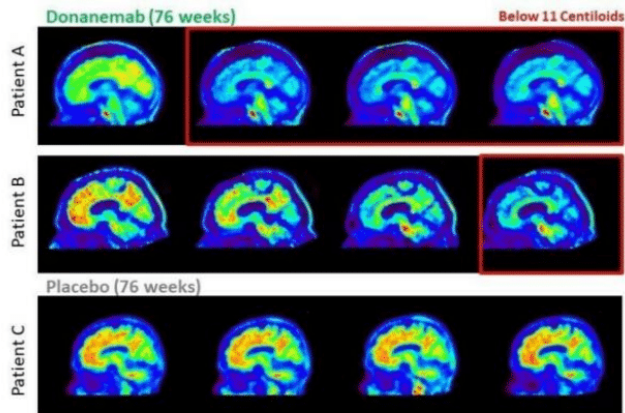 Donanemab (76 weeks)
Below 11 Centiloids
Patient A
Patient B
Placebo (76 weeks)
Patient C